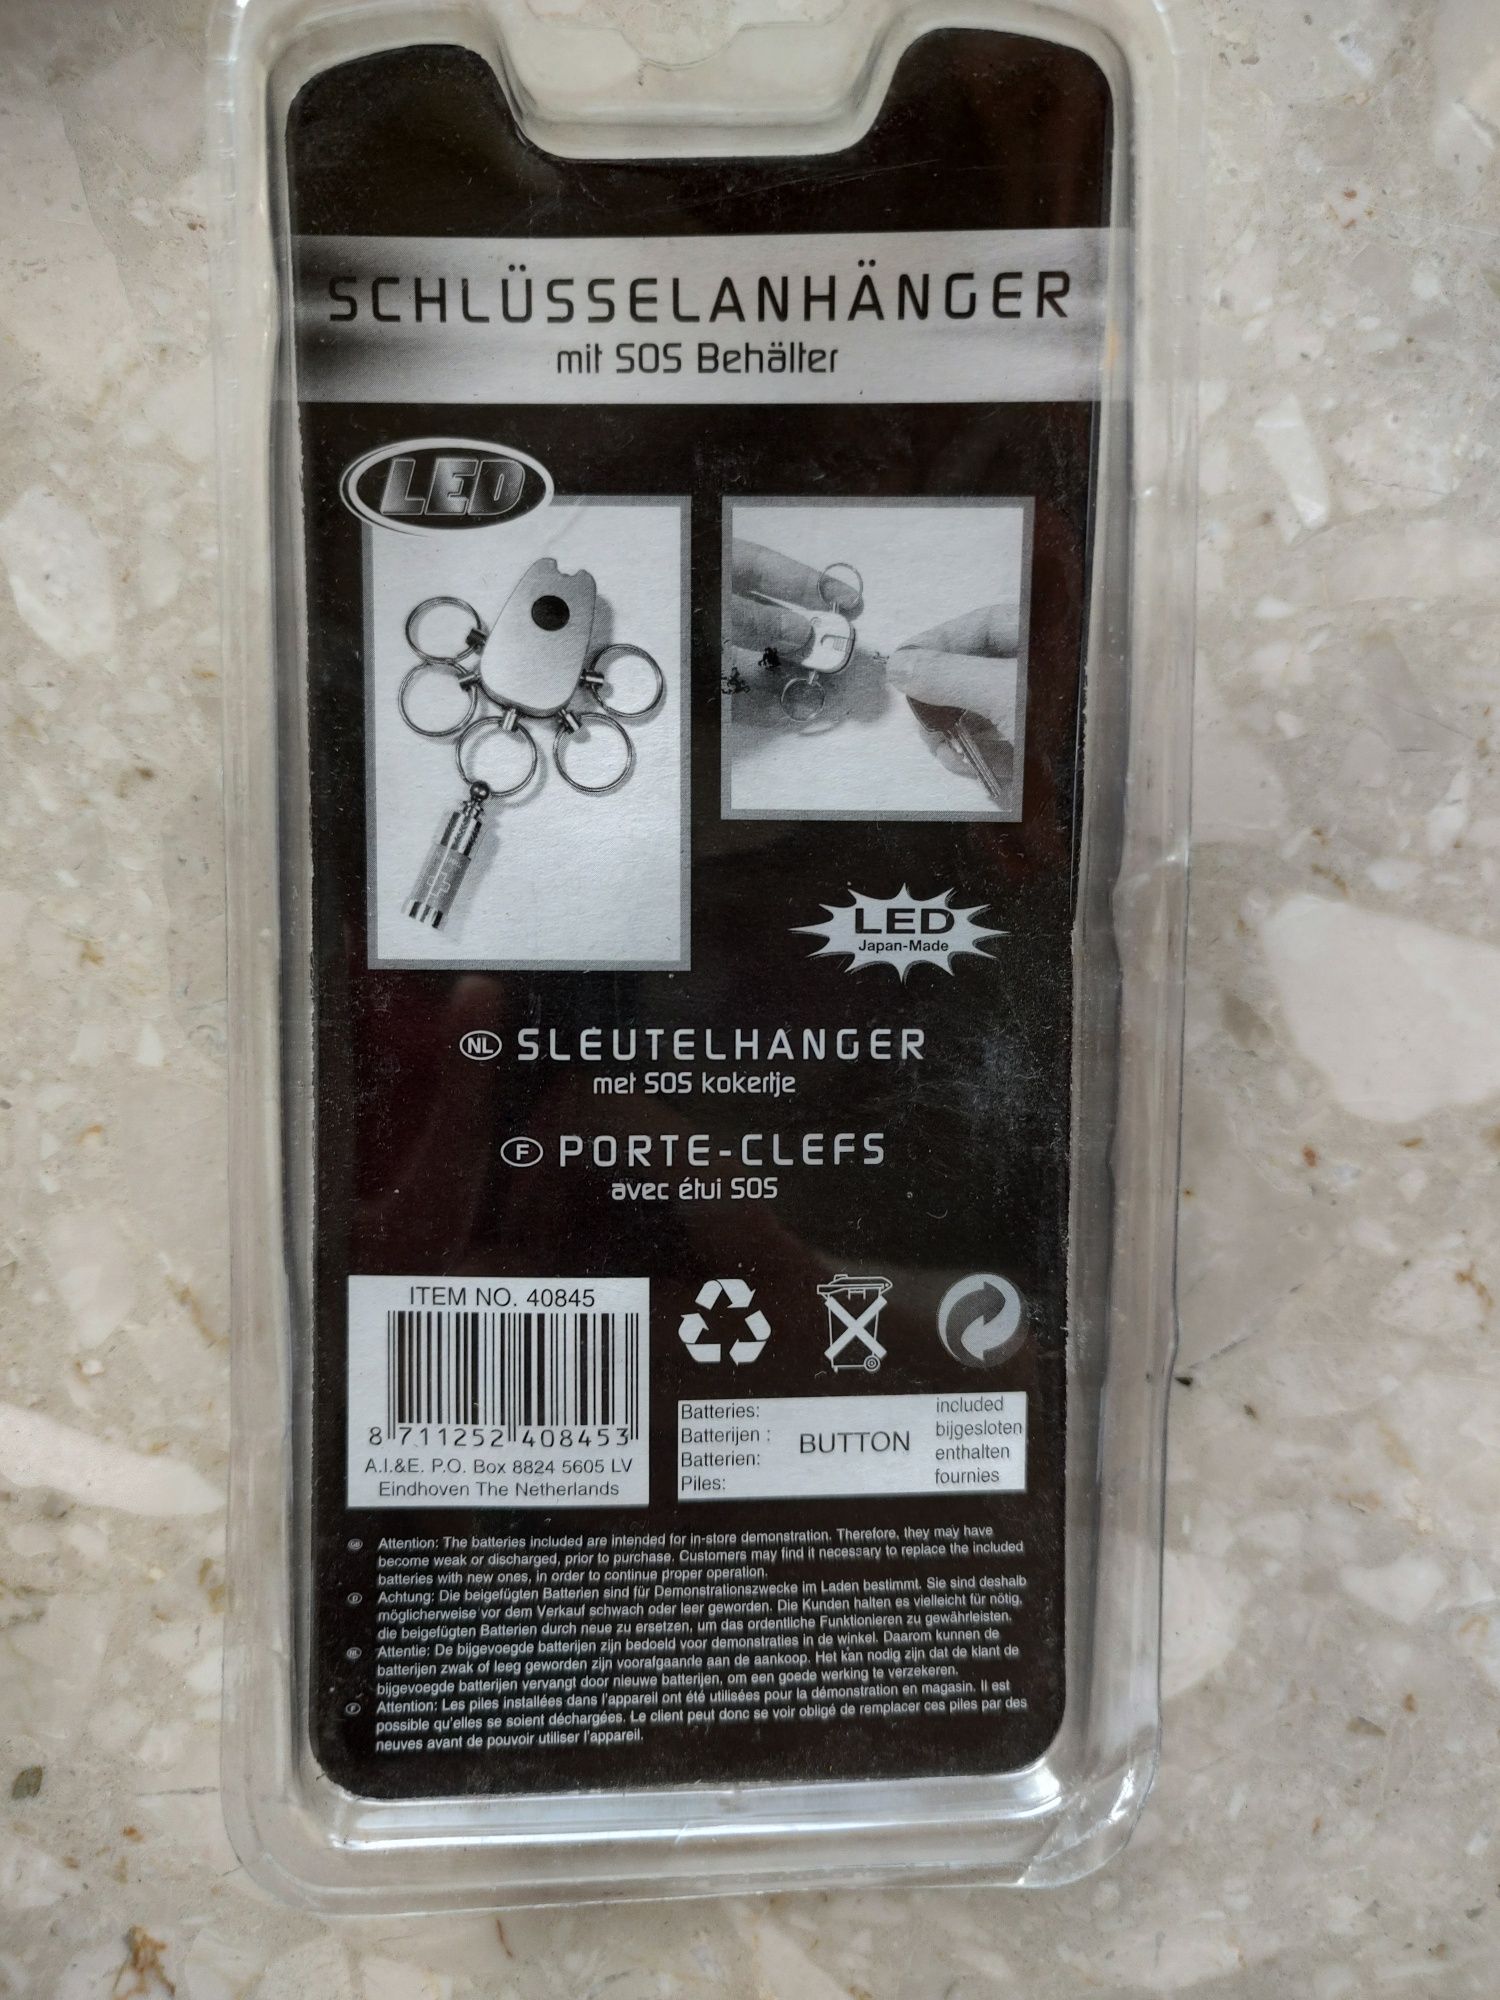 SCHLÜSSELANHÄNGER
mit SOS Behälter
LED
LED
Japan-Made
NL SLEUTELHANGER
met SOS kokertje
F PORTE-CLEFS
avec étui SOS
ITEM NO. 40845
8 711252 408453
A.I.&E. P.O. Box 8824 5605 LV
Eindhoven The Netherlands
Batteries:
Batterijen :
Batterien:
Piles:
BUTTON
included
bijgesloten
enthalten
fournies
GB Attention: The batteries included are intended for in-store demonstration. Therefore, they may have
become weak or discharged, prior to purchase. Customers may find it necessary to replace the included
batteries with new ones, in order to continue proper operation.
D Achtung: Die beigefügten Batterien sind für Demonstrationszwecke im Laden bestimmt. Sie sind deshalb
möglicherweise vor dem Verkauf schwach oder leer geworden. Die Kunden halten es vielleicht für nötig,
die beigefügten Batterien durch neue zu ersetzen, um das ordentliche Funktionieren zu gewährleisten.
NL Attentie: De bijgevoegde batterijen zijn bedoeld voor demonstraties in de winkel. Daarom kunnen de
batterijen zwak of leeg geworden zijn voorafgaande aan de aankoop. Het kan nodig zijn dat de klant de
bijgevoegde batterijen vervangt door nieuwe batterijen, om een goede werking te verzekeren.
F Attention: Les piles installées dans l'appareil ont été utilisées pour la démonstration en magasin. Il est
possible qu'elles se soient déchargées. Le client peut donc se voir obligé de remplacer ces piles par des
neuves avant de pouvoir utiliser l'appareil.